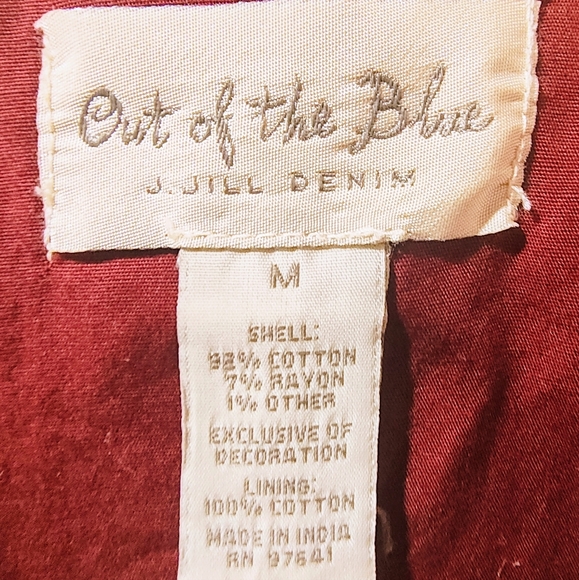 Out of the Blue
J. JILL DENIM
M
SHELL:
92% COTTON
7% RAYON
1% OTHER
EXCLUSIVE OF
DECORATION
LINING:
100% COTTON
MADE IN INDIA
RN 97641